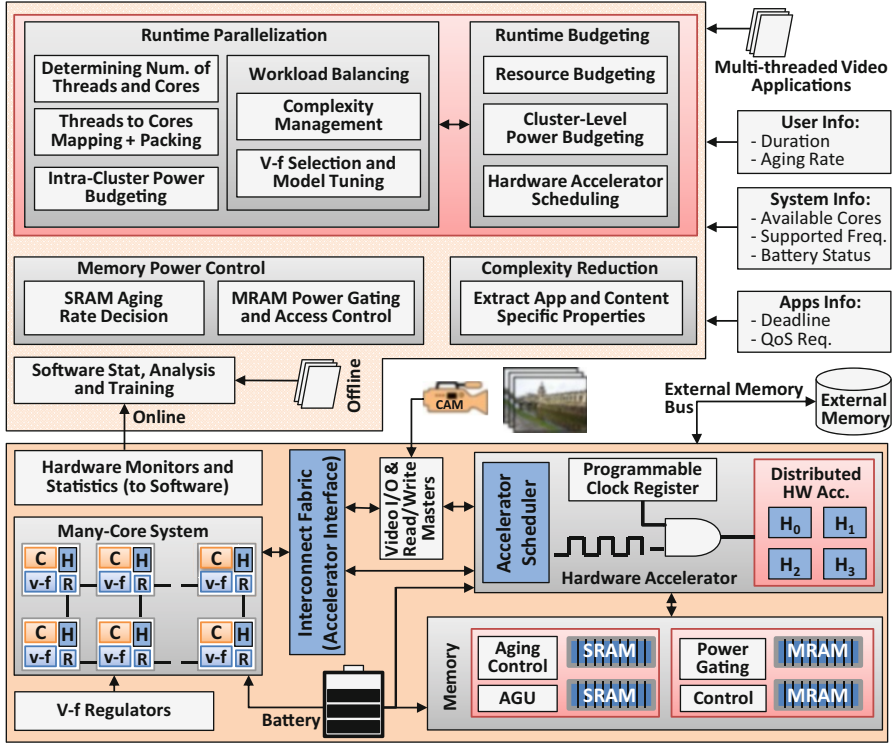 Runtime Parallelization
Determining Num. of
Threads and Cores
Threads to Cores
Mapping + Packing
Intra-Cluster Power
Budgeting
Workload Balancing
Complexity
Management
V-f Selection and
Model Tuning
Runtime Budgeting
Resource Budgeting
Cluster-Level
Power Budgeting
Hardware Accelerator
Scheduling
Multi-threaded Video
Applications
User Info:
- Duration
- Aging Rate
System Info:
- Available Cores
- Supported Freq.
- Battery Status
Apps Info:
- Deadline
- QoS Req.
Memory Power Control
SRAM Aging
Rate Decision
MRAM Power Gating
and Access Control
Complexity Reduction
Extract App and Content
Specific Properties
Software Stat, Analysis
and Training
Offline
Online
CAM
External Memory
Bus
External
Memory
Hardware Monitors and
Statistics (to Software)
Many-Core System
C H
v-f R
C H
v-f R
C H
v-f R
C H
v-f R
C H
v-f R
C H
v-f R
V-f Regulators
Interconnect Fabric
(Accelerator Interface)
Video I/O &
Read/Write
Masters
Accelerator
Scheduler
Programmable
Clock Register
Hardware Accelerator
Distributed
HW Acc.
H0
H1
H2
H3
Battery
Memory
Aging
Control
SRAM
AGU
SRAM
Power
Gating
MRAM
Control
MRAM